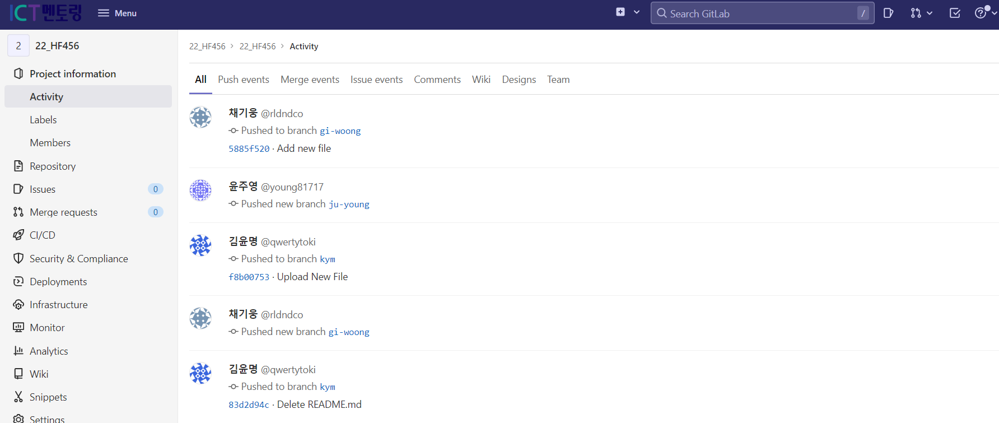 ICT멘토링
Menu
Search GitLab
/
2
22_HF456
Project information
Activity
Labels
Members
Repository
Issues 0
Merge requests 0
CI/CD
Security & Compliance
Deployments
Infrastructure
Monitor
Analytics
Wiki
Snippets
Settings
22_HF456 › 22_HF456 › Activity
All Push events Merge events Issue events Comments Wiki Designs Team
채기웅 @rldndco
Pushed to branch gi-woong
5885f520 · Add new file
윤주영 @young81717
Pushed new branch ju-young
김윤명 @qwertytoki
Pushed to branch kym
f8b00753 · Upload New File
채기웅 @rldndco
Pushed new branch gi-woong
김윤명 @qwertytoki
Pushed to branch kym
83d2d94c · Delete README.md